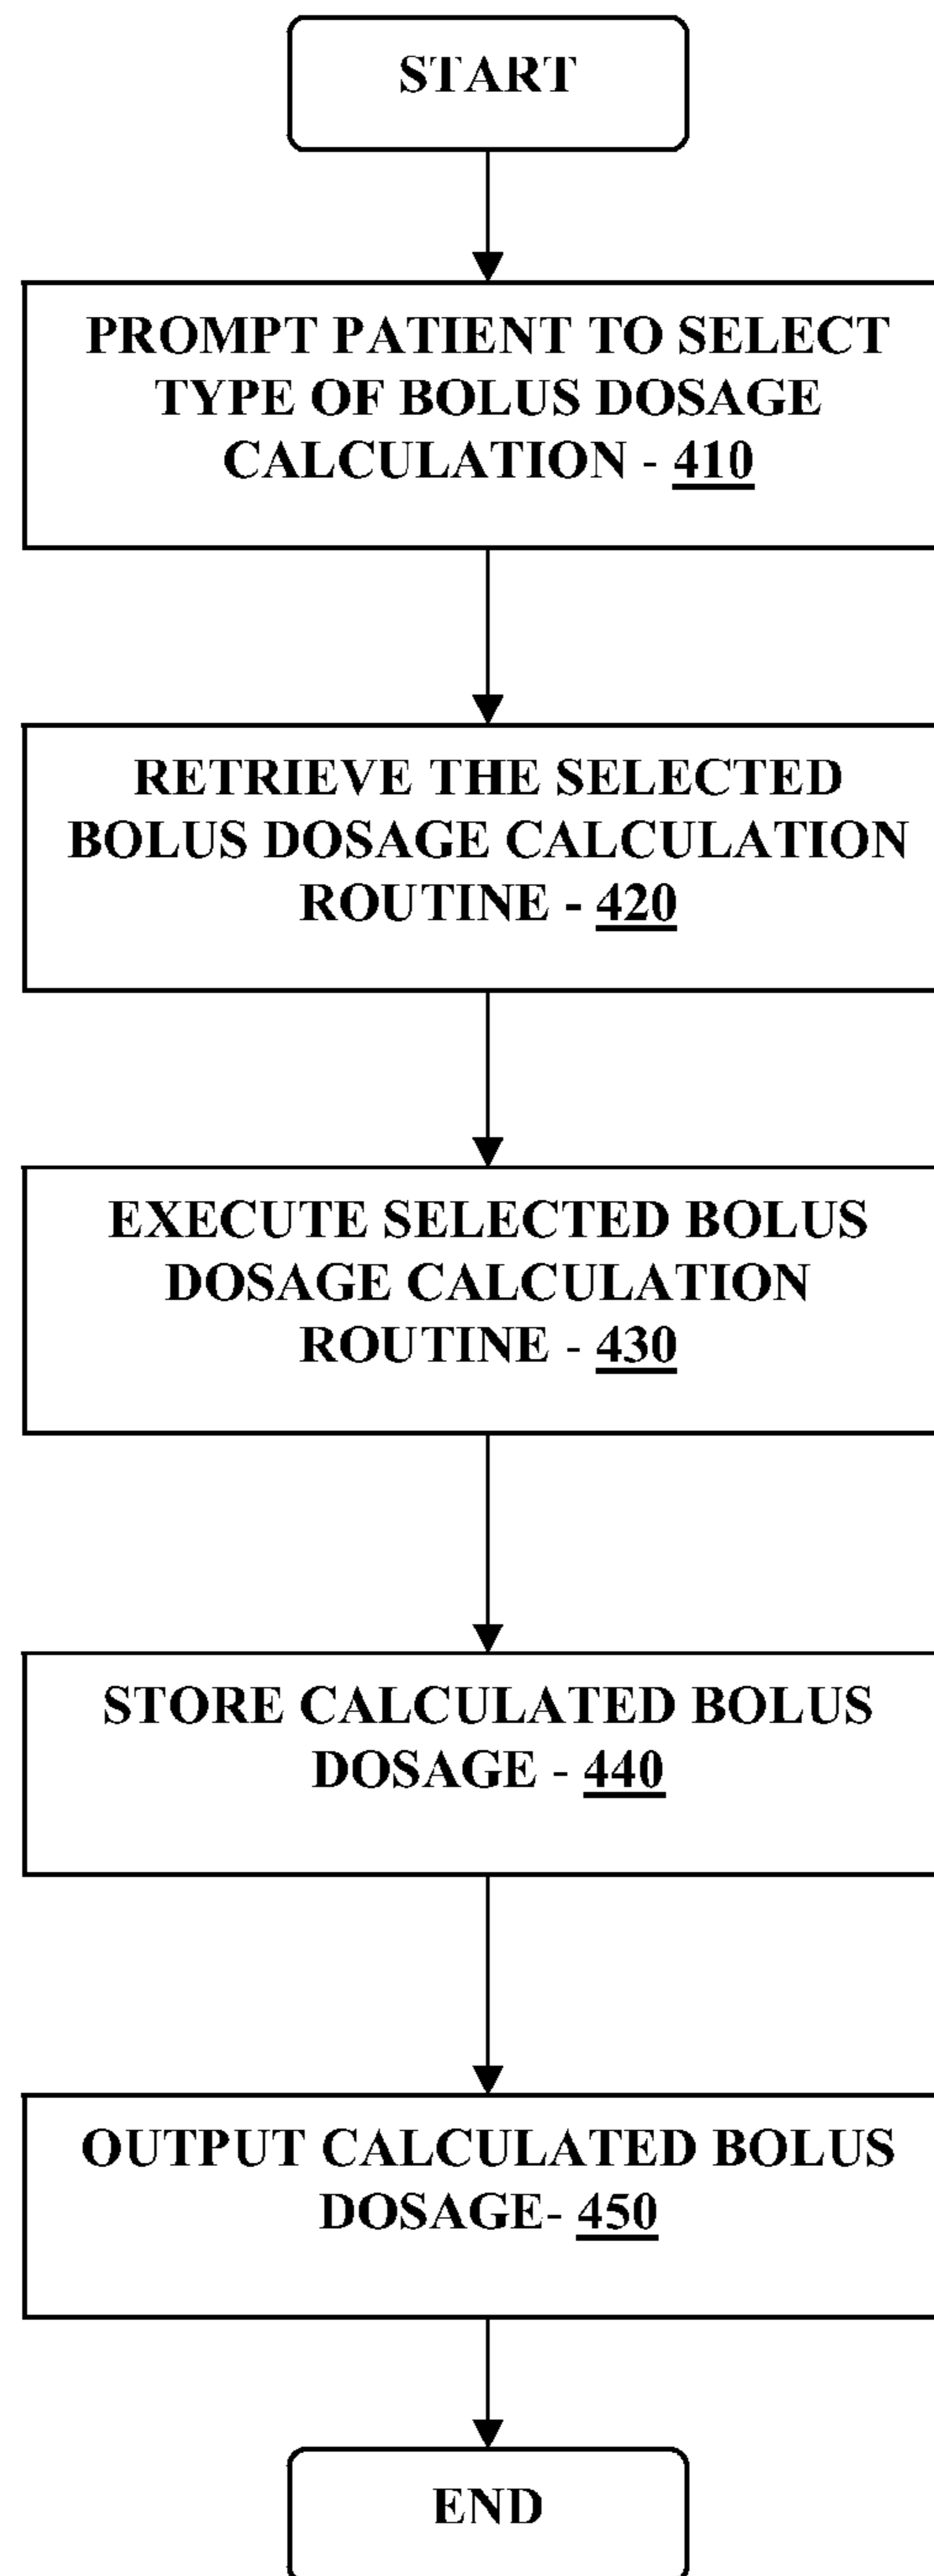 START
PROMPT PATIENT TO SELECT
TYPE OF BOLUS DOSAGE
CALCULATION - 410
RETRIEVE THE SELECTED
BOLUS DOSAGE CALCULATION
ROUTINE - 420
EXECUTE SELECTED BOLUS
DOSAGE CALCULATION
ROUTINE - 430
STORE CALCULATED BOLUS
DOSAGE - 440
OUTPUT CALCULATED BOLUS
DOSAGE- 450
END